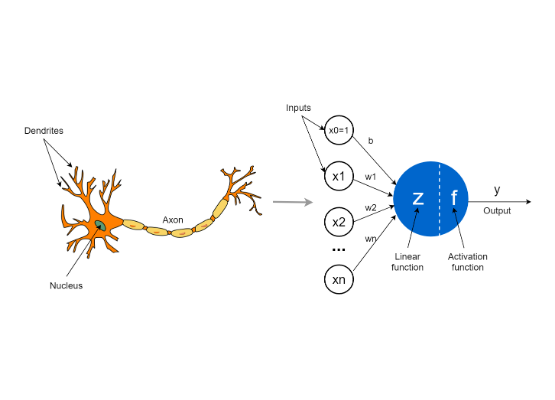 Dendrites
Nucleus
Axon
Inputs
x0=1
x1
x2
...
xn
b
w1
w2
wn
z
f
Linear
function
Activation
function
y
Output